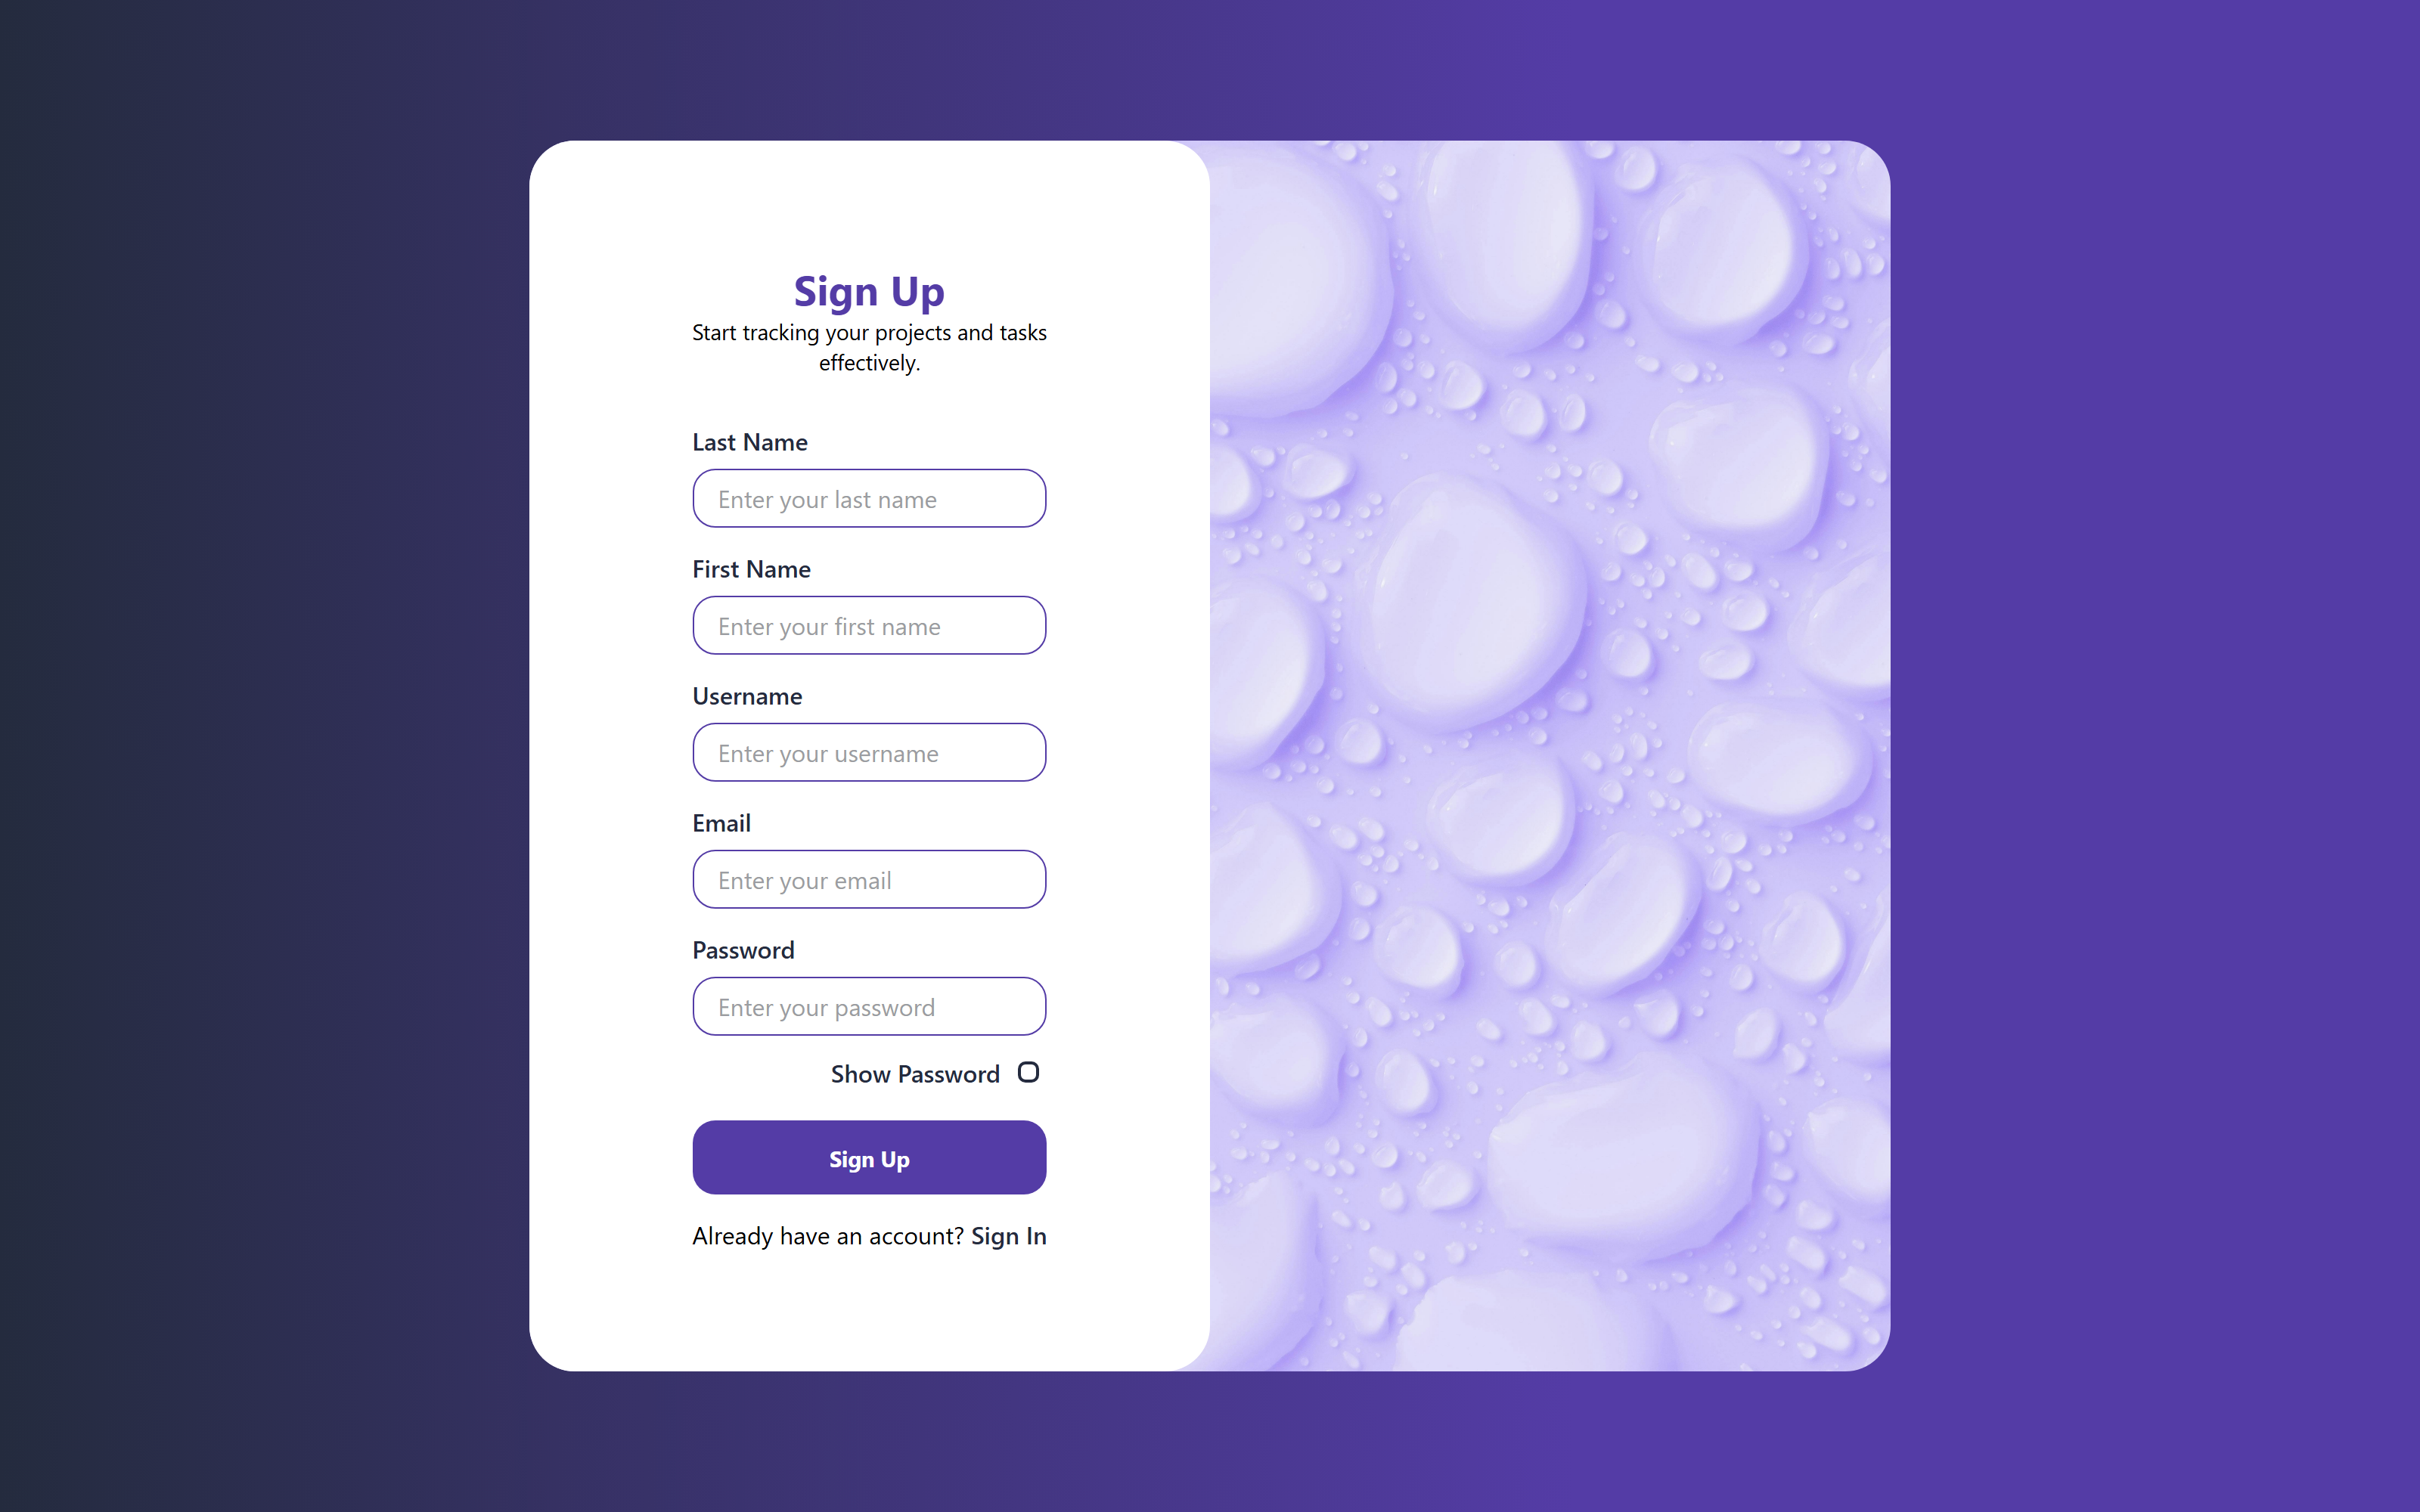 Sign Up
Start tracking your projects and tasks
effectively.
Last Name
Enter your last name
First Name
Enter your first name
Username
Enter your username
Email
Enter your email
Password
Enter your password
Show Password
Sign Up
Already have an account? Sign In